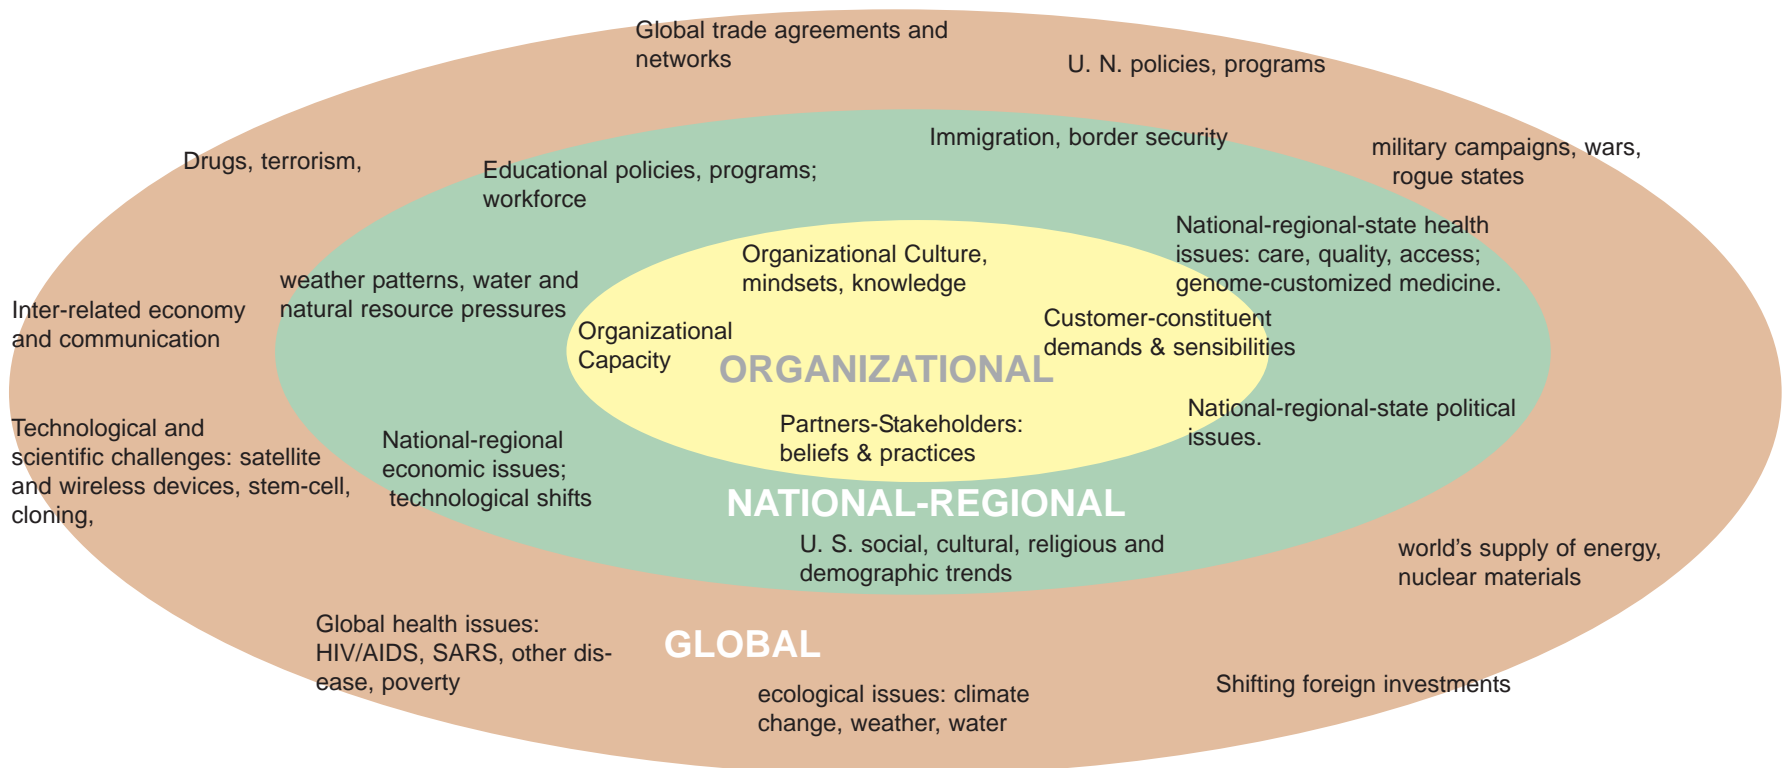 Global trade agreements and
networks
U. N. policies, programs
Immigration, border security
Drugs, terrorism,
Educational policies, programs;
workforce
military campaigns, wars,
rogue states
National-regional-state health
issues: care, quality, access;
genome-customized medicine.
Organizational Culture,
mindsets, knowledge
weather patterns, water and
natural resource pressures
Inter-related economy
and communication
Organizational
Capacity
Customer-constituent
demands & sensibilities
ORGANIZATIONAL
National-regional-state political
issues.
Partners-Stakeholders:
beliefs & practices
Technological and
scientific challenges: satellite
and wireless devices, stem-cell,
cloning,
National-regional
economic issues;
technological shifts
NATIONAL-REGIONAL
U. S. social, cultural, religious and
demographic trends
world's supply of energy,
nuclear materials
Global health issues:
HIV/AIDS, SARS, other dis-
ease, poverty
GLOBAL
ecological issues: climate
change, weather, water
Shifting foreign investments